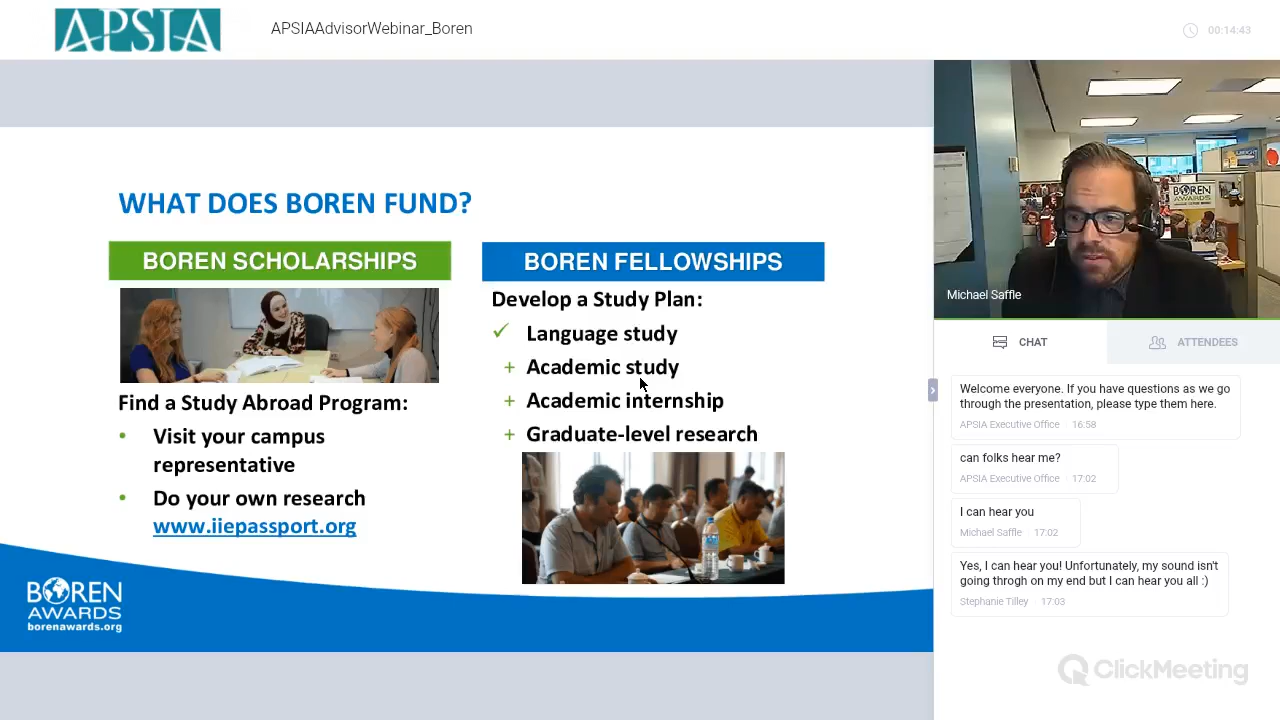 APSIA
APSIAAdvisorWebinar_Boren
00:14:43
WHAT DOES BOREN FUND?
BOREN SCHOLARSHIPS
Find a Study Abroad Program:
• Visit your campus
representative
• Do your own research
www.iiepassport.org
BOREN FELLOWSHIPS
Develop a Study Plan:
✓ Language study
+ Academic study
+ Academic internship
+ Graduate-level research
BOREN
AWARDS
borenawards.org
BOREN
AWARDS
Michael Saffle
CHAT
ATTENDEES
Welcome everyone. If you have questions as we go
through the presentation, please type them here.
APSIA Executive Office · 16:58
can folks hear me?
APSIA Executive Office · 17:02
I can hear you
Michael Saffle · 17:02
Yes, I can hear you! Unfortunately, my sound isn't
going throgh on my end but I can hear you all :)
Stephanie Tilley · 17:03
ClickMeeting